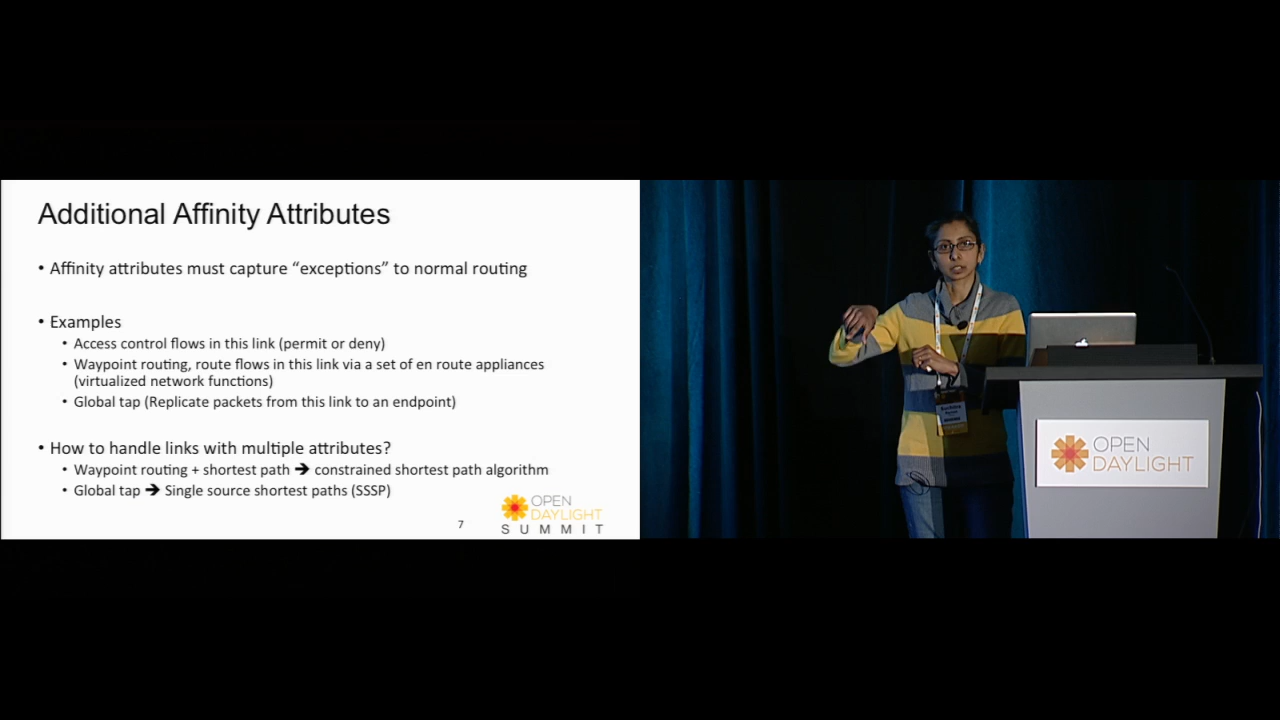 Additional Affinity Attributes
• Affinity attributes must capture “exceptions” to normal routing
• Examples
• Access control flows in this link (permit or deny)
• Waypoint routing, route flows in this link via a set of en route appliances
(virtualized network functions)
• Global tap (Replicate packets from this link to an endpoint)
• How to handle links with multiple attributes?
• Waypoint routing + shortest path ➔ constrained shortest path algorithm
• Global tap ➔ Single source shortest paths (SSSP)
7
OPEN
DAYLIGHT
SUMMIT
OPEN
DAYLIGHT